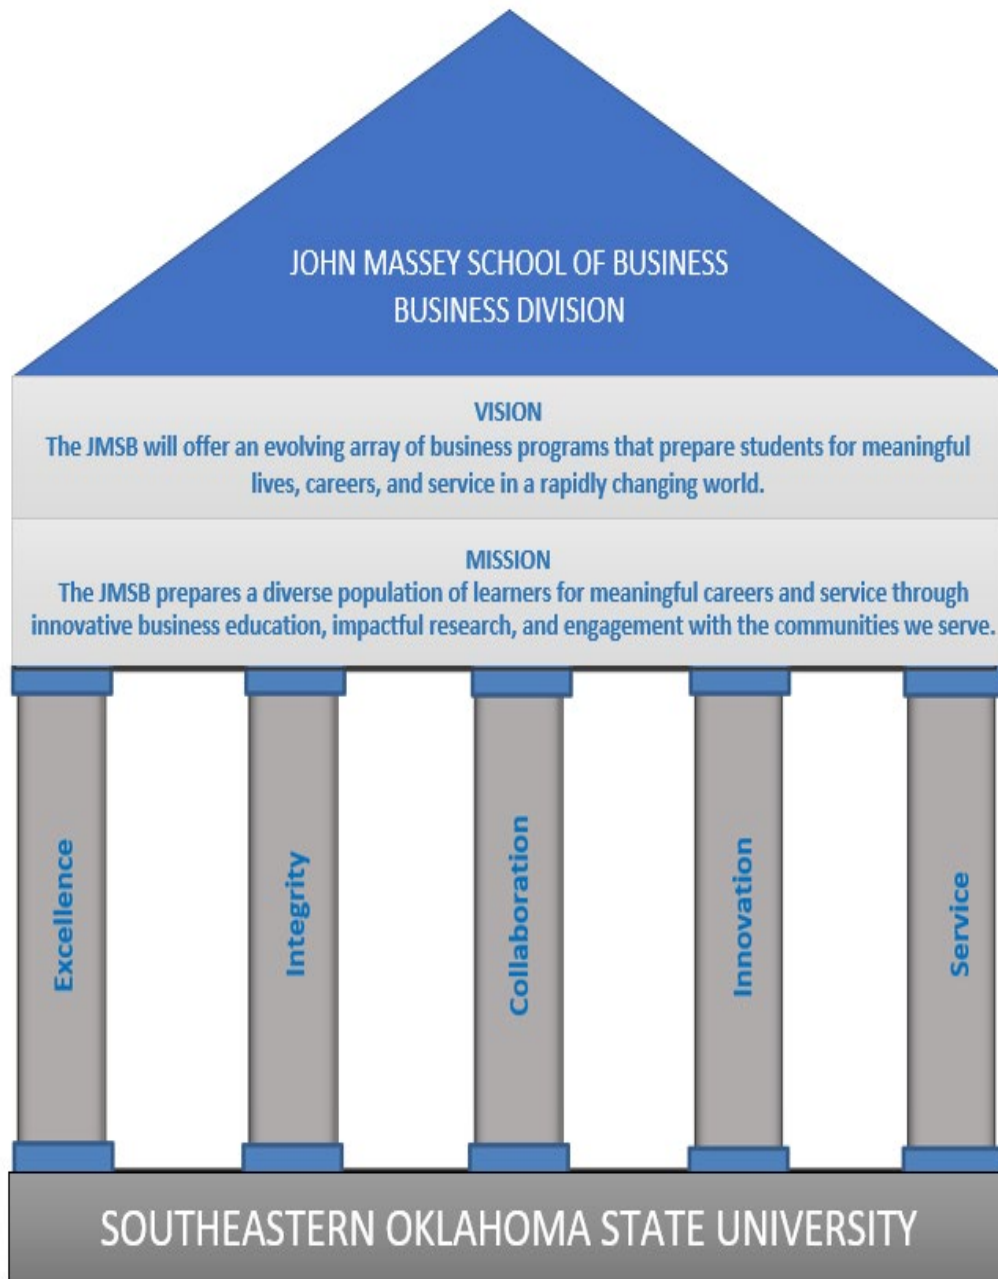 JOHN MASSEY SCHOOL OF BUSINESS
BUSINESS DIVISION
VISION
The JMSB will offer an evolving array of business programs that prepare students for meaningful
lives, careers, and service in a rapidly changing world.
MISSION
The JMSB prepares a diverse population of learners for meaningful careers and service through
innovative business education, impactful research, and engagement with the communities we serve.
Excellence
Integrity
Collaboration
Innovation
Service
SOUTHEASTERN OKLAHOMA STATE UNIVERSITY